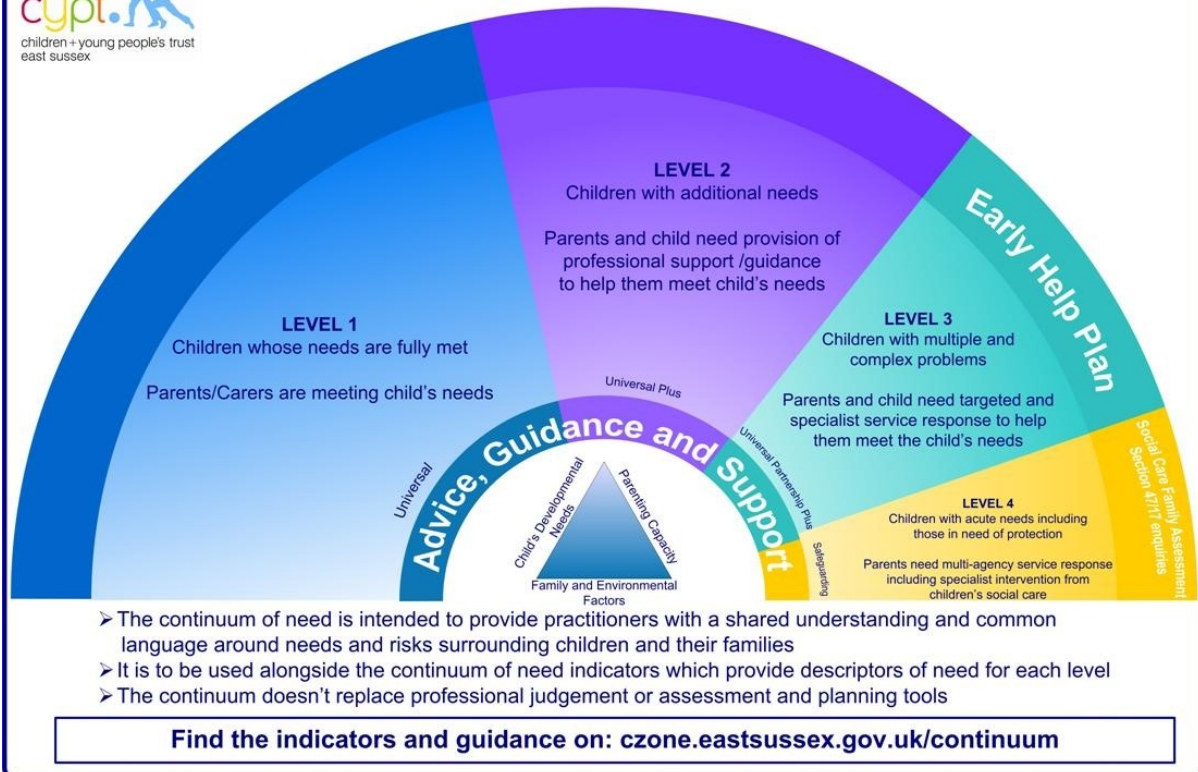 cypt.
children + young people's trust
east sussex
LEVEL 1
Children whose needs are fully met
Parents/Carers are meeting child's needs
LEVEL 2
Children with additional needs
Parents and child need provision of
professional support /guidance
to help them meet child's needs
LEVEL 3
Children with multiple and
complex problems
Parents and child need targeted and
specialist service response to help
them meet the child's needs
Early Help Plan
LEVEL 4
Children with acute needs including
those in need of protection
Parents need multi-agency service response
including specialist intervention from
children's social care
Social Care Family Assessment
Section 47/17 enquiries
Universal
Universal Plus
Universal Partnership Plus
Safeguarding
Advice, Guidance and Support
Child's Developmental
Needs
Parenting Capacity
Family and Environmental
Factors
➢ The continuum of need is intended to provide practitioners with a shared understanding and common
language around needs and risks surrounding children and their families
➢ It is to be used alongside the continuum of need indicators which provide descriptors of need for each level
➢ The continuum doesn't replace professional judgement or assessment and planning tools
Find the indicators and guidance on: czone.eastsussex.gov.uk/continuum